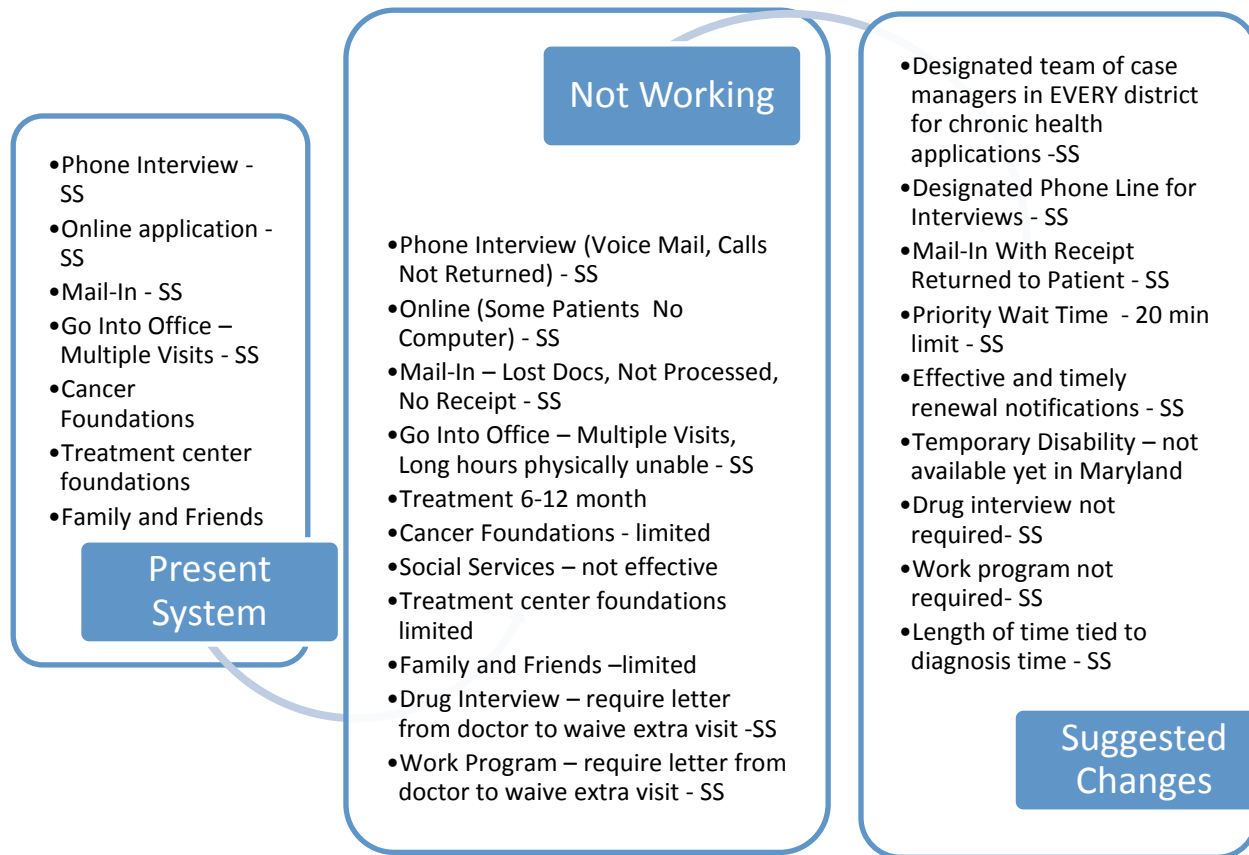 •Phone Interview -
SS
•Online application -
SS
•Mail-In - SS
•Go Into Office –
Multiple Visits - SS
•Cancer
Foundations
•Treatment center
foundations
•Family and Friends
Present
System
Not Working
•Phone Interview (Voice Mail, Calls
Not Returned) - SS
•Online (Some Patients  No
Computer) - SS
•Mail-In – Lost Docs, Not Processed,
No Receipt - SS
•Go Into Office – Multiple Visits,
Long hours physically unable - SS
•Treatment 6-12 month
•Cancer Foundations - limited
•Social Services – not effective
•Treatment center foundations
limited
•Family and Friends –limited
•Drug Interview – require letter
from doctor to waive extra visit -SS
•Work Program – require letter from
doctor to waive extra visit - SS
•Designated team of case
managers in EVERY district
for chronic health
applications -SS
•Designated Phone Line for
Interviews - SS
•Mail-In With Receipt
Returned to Patient - SS
•Priority Wait Time  - 20 min
limit - SS
•Effective and timely
renewal notifications - SS
•Temporary Disability – not
available yet in Maryland
•Drug interview not
required- SS
•Work program not
required- SS
•Length of time tied to
diagnosis time - SS
Suggested
Changes